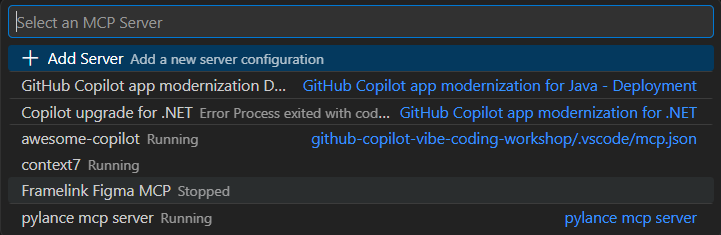 Select an MCP Server
+ Add Server Add a new server configuration
GitHub Copilot app modernization D... GitHub Copilot app modernization for Java - Deployment
Copilot upgrade for .NET Error Process exited with cod... GitHub Copilot app modernization for .NET
awesome-copilot Running github-copilot-vibe-coding-workshop/.vscode/mcp.json
context7 Running
Framelink Figma MCP Stopped
pylance mcp server Running pylance mcp server